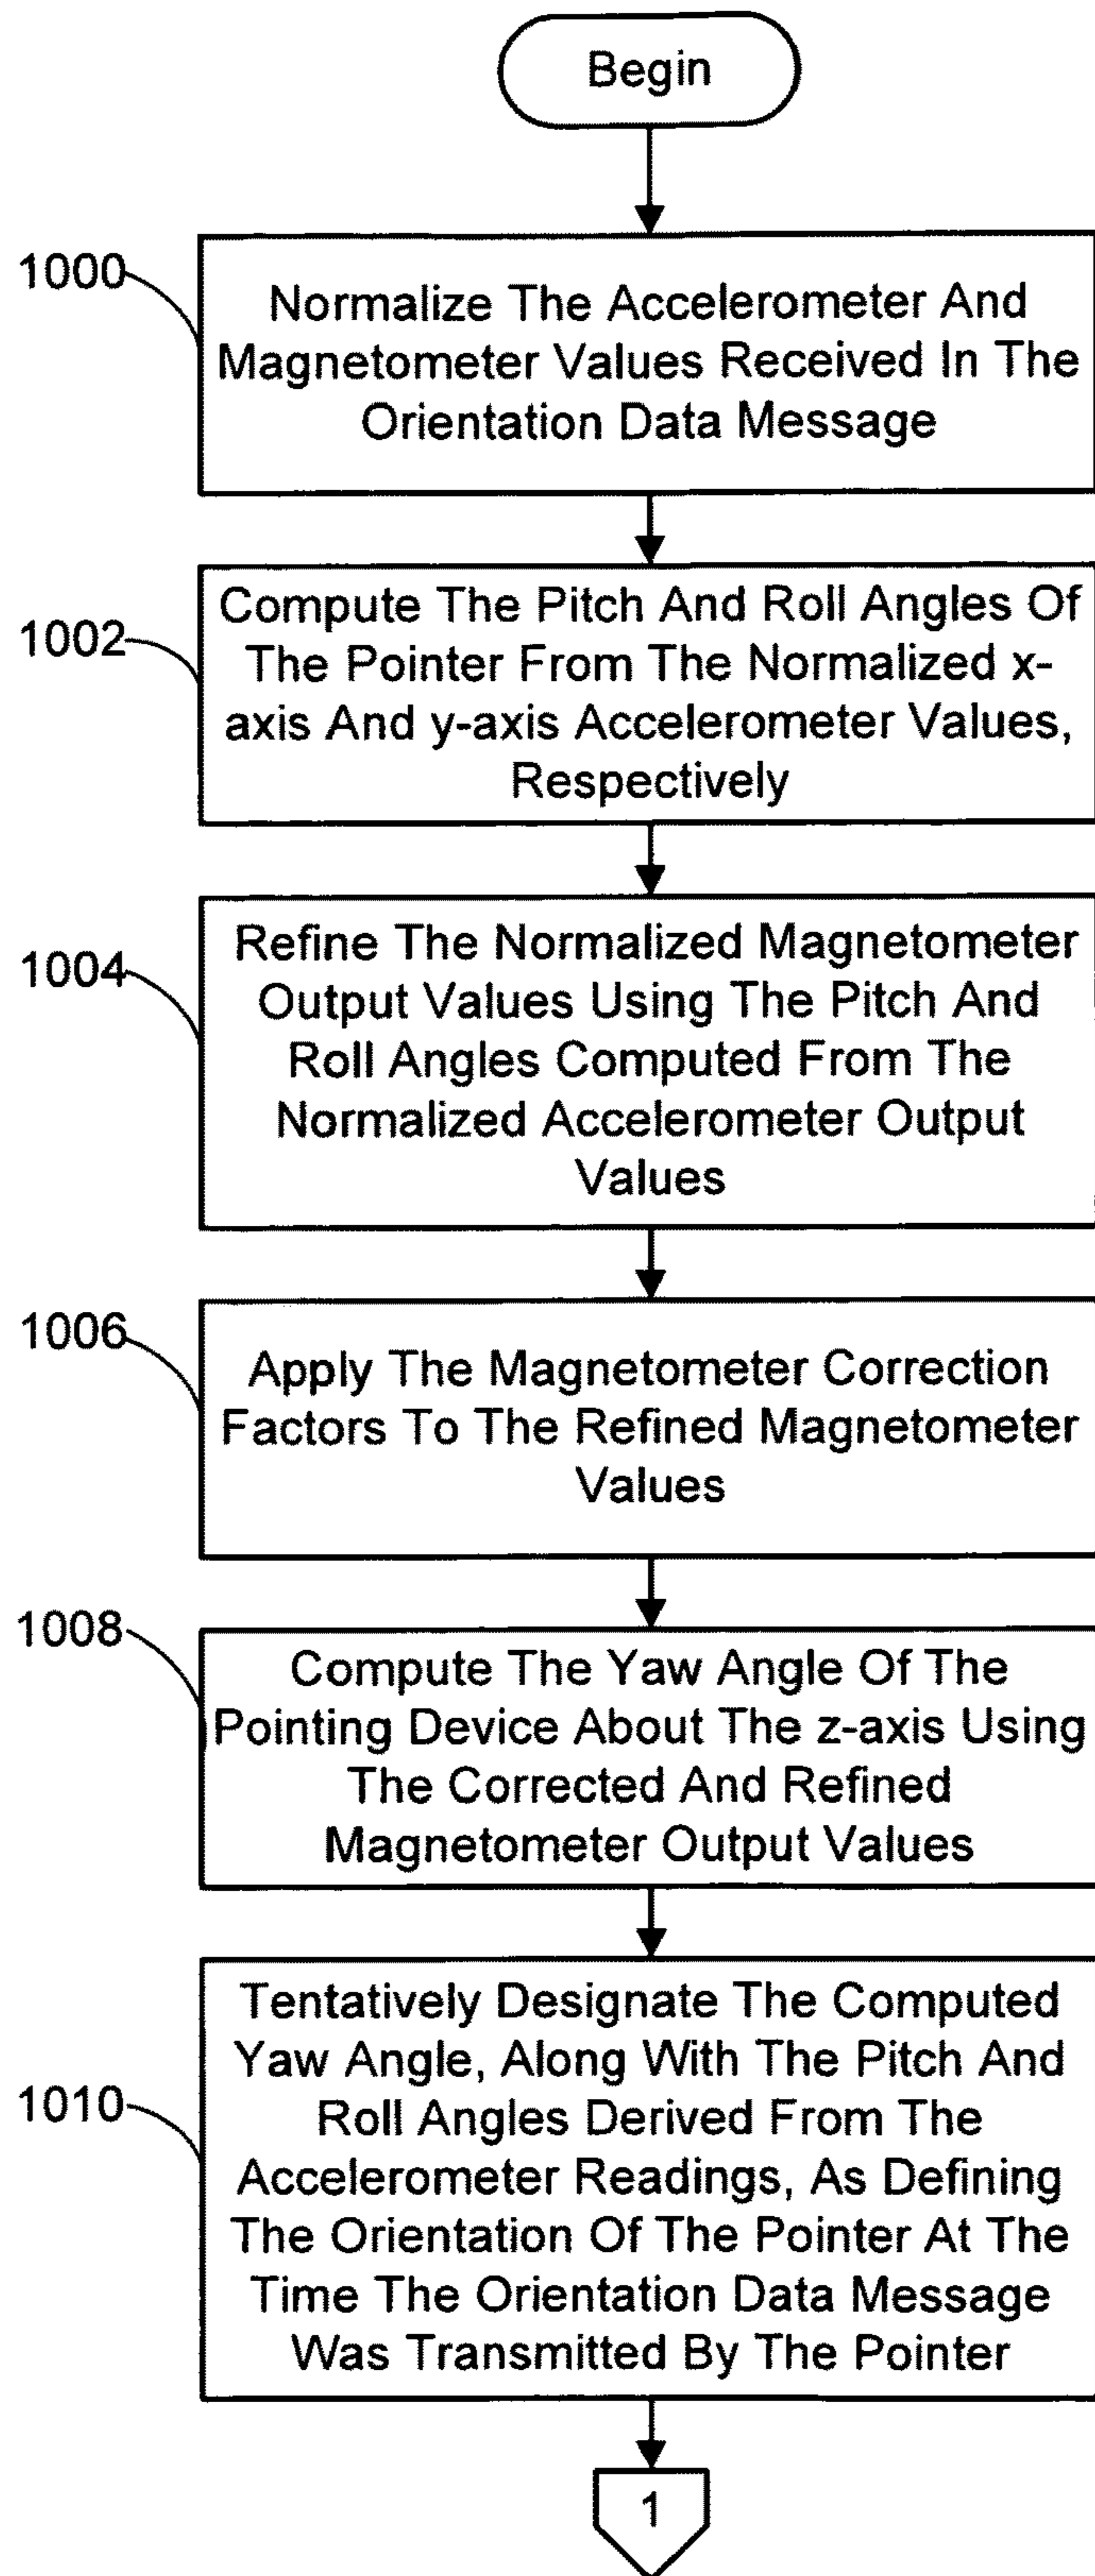 Begin
1000
Normalize The Accelerometer And
Magnetometer Values Received In The
Orientation Data Message
1002
Compute The Pitch And Roll Angles Of
The Pointer From The Normalized x-
axis And y-axis Accelerometer Values,
Respectively
1004
Refine The Normalized Magnetometer
Output Values Using The Pitch And
Roll Angles Computed From The
Normalized Accelerometer Output
Values
1006
Apply The Magnetometer Correction
Factors To The Refined Magnetometer
Values
1008
Compute The Yaw Angle Of The
Pointing Device About The z-axis Using
The Corrected And Refined
Magnetometer Output Values
1010
Tentatively Designate The Computed
Yaw Angle, Along With The Pitch And
Roll Angles Derived From The
Accelerometer Readings, As Defining
The Orientation Of The Pointer At The
Time The Orientation Data Message
Was Transmitted By The Pointer
1